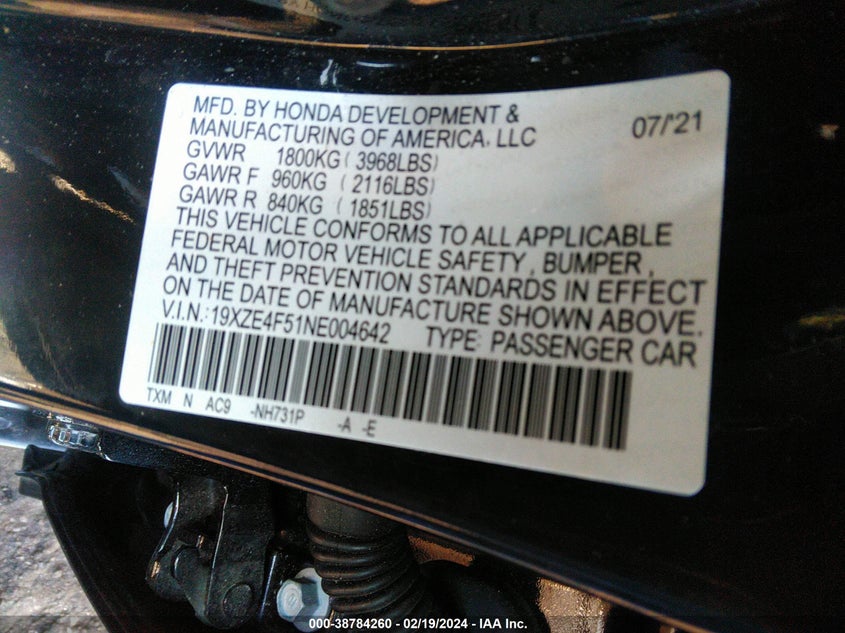 MFD. BY HONDA DEVELOPMENT &
MANUFACTURING OF AMERICA, LLC 07/'21
GVWR 1800KG ( 3968LBS)
GAWR F 960KG ( 2116LBS)
GAWR R 840KG ( 1851LBS)
THIS VEHICLE CONFORMS TO ALL APPLICABLE
FEDERAL MOTOR VEHICLE SAFETY, BUMPER,
AND THEFT PREVENTION STANDARDS IN EFFECT
ON THE DATE OF MANUFACTURE SHOWN ABOVE.
V.I.N.: 19XZE4F51NE004642 TYPE: PASSENGER CAR
TXM N AC9 -NH731P -A -E
000-38784260 - 02/19/2024 - IAA Inc.